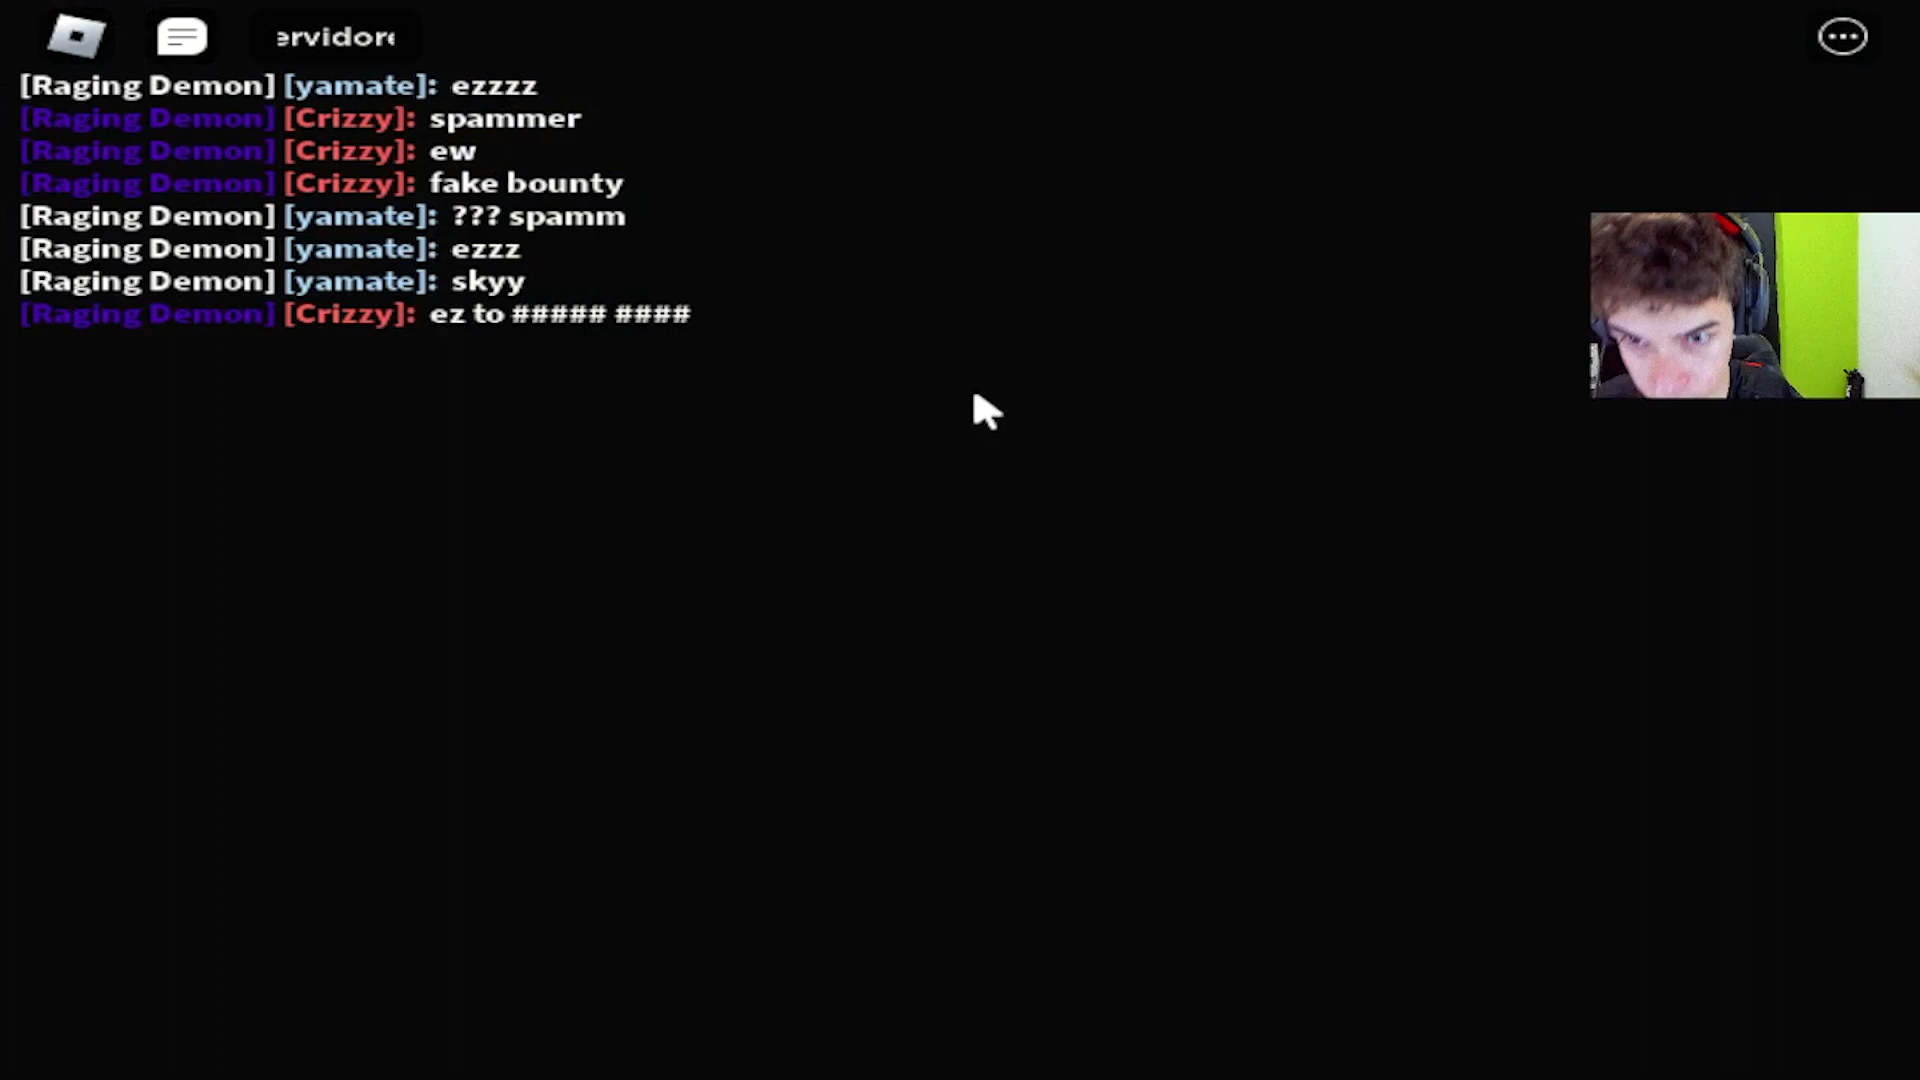 ervidore
[Raging Demon] [yamate]: ezzzz
[Raging Demon] [Crizzy]: spammer
[Raging Demon] [Crizzy]: ew
[Raging Demon] [Crizzy]: fake bounty
[Raging Demon] [yamate]: ??? spamm
[Raging Demon] [yamate]: ezzz
[Raging Demon] [yamate]: skyy
[Raging Demon] [Crizzy]: ez to ##### ####